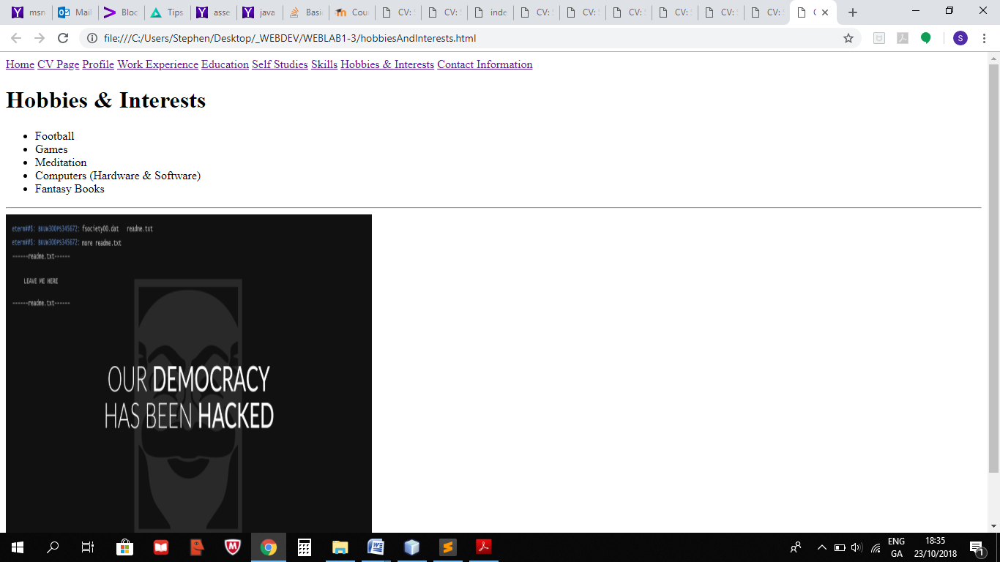 msn Mail Bloc Tips asse java Basi Cou CV: CV: inde CV: CV: CV: CV: CV: CV: C
file:///C:/Users/Stephen/Desktop/_WEBDEV/WEBLAB1-3/hobbiesAndInterests.html S
Home CV Page Profile Work Experience Education Self Studies Skills Hobbies & Interests Contact Information
Hobbies & Interests
Football
Games
Meditation
Computers (Hardware & Software)
Fantasy Books
eterm##$: BKUW300PS345672: fsociety00.dat readme.txt
eterm##$: BKUW300PS345672: more readme.txt
------readme.txt------
LEAVE ME HERE
------readme.txt------
OUR DEMOCRACY
HAS BEEN HACKED
ENG 18:35
GA 23/10/2018 1